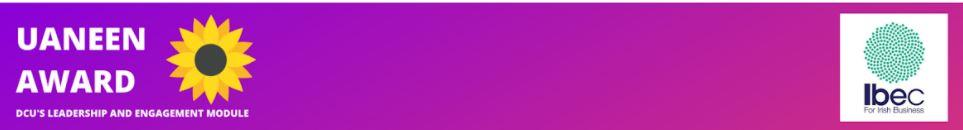 UANEEN
AWARD
DCU'S LEADERSHIP AND ENGAGEMENT MODULE
Ibec
For Irish Business